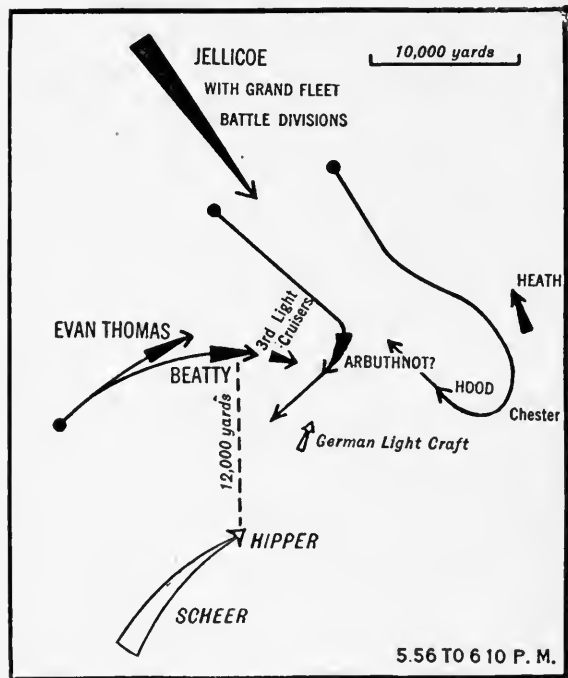 JELLICOE
WITH GRAND FLEET
BATTLE DIVISIONS
10,000 yards
HEATH
3rd Light
Cruisers
EVAN THOMAS
BEATTY
ARBUTHNOT?
HOOD
Chester
12,000 yards
German Light Craft
HIPPER
SCHEER
5.56 TO 6 10 P. M.